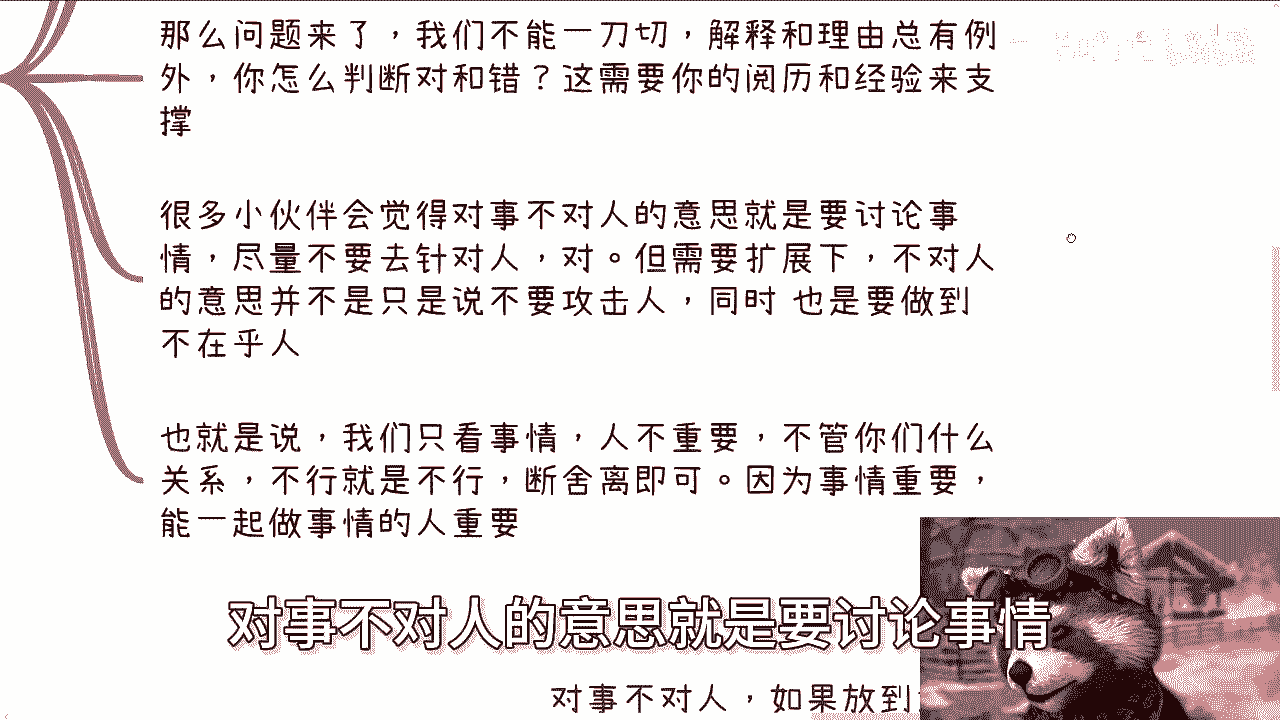 那么问题来了，我们不能一刀切，解释和理由总有例
外，你怎么判断对和错？这需要你的阅历和经验来支
撑
很多小伙伴会觉得对事不对人的意思就是要讨论事
情，尽量不要去针对人，对。但需要扩展下，不对人
的意思并不是只是说不要攻击人，同时 也是要做到
不在乎人
也就是说，我们只看事情，人不重要，不管你们什么
关系，不行就是不行，断舍离即可。因为事情重要，
能一起做事情的人重要
对事不对人的意思就是要讨论事情
对事不对人，如果放到